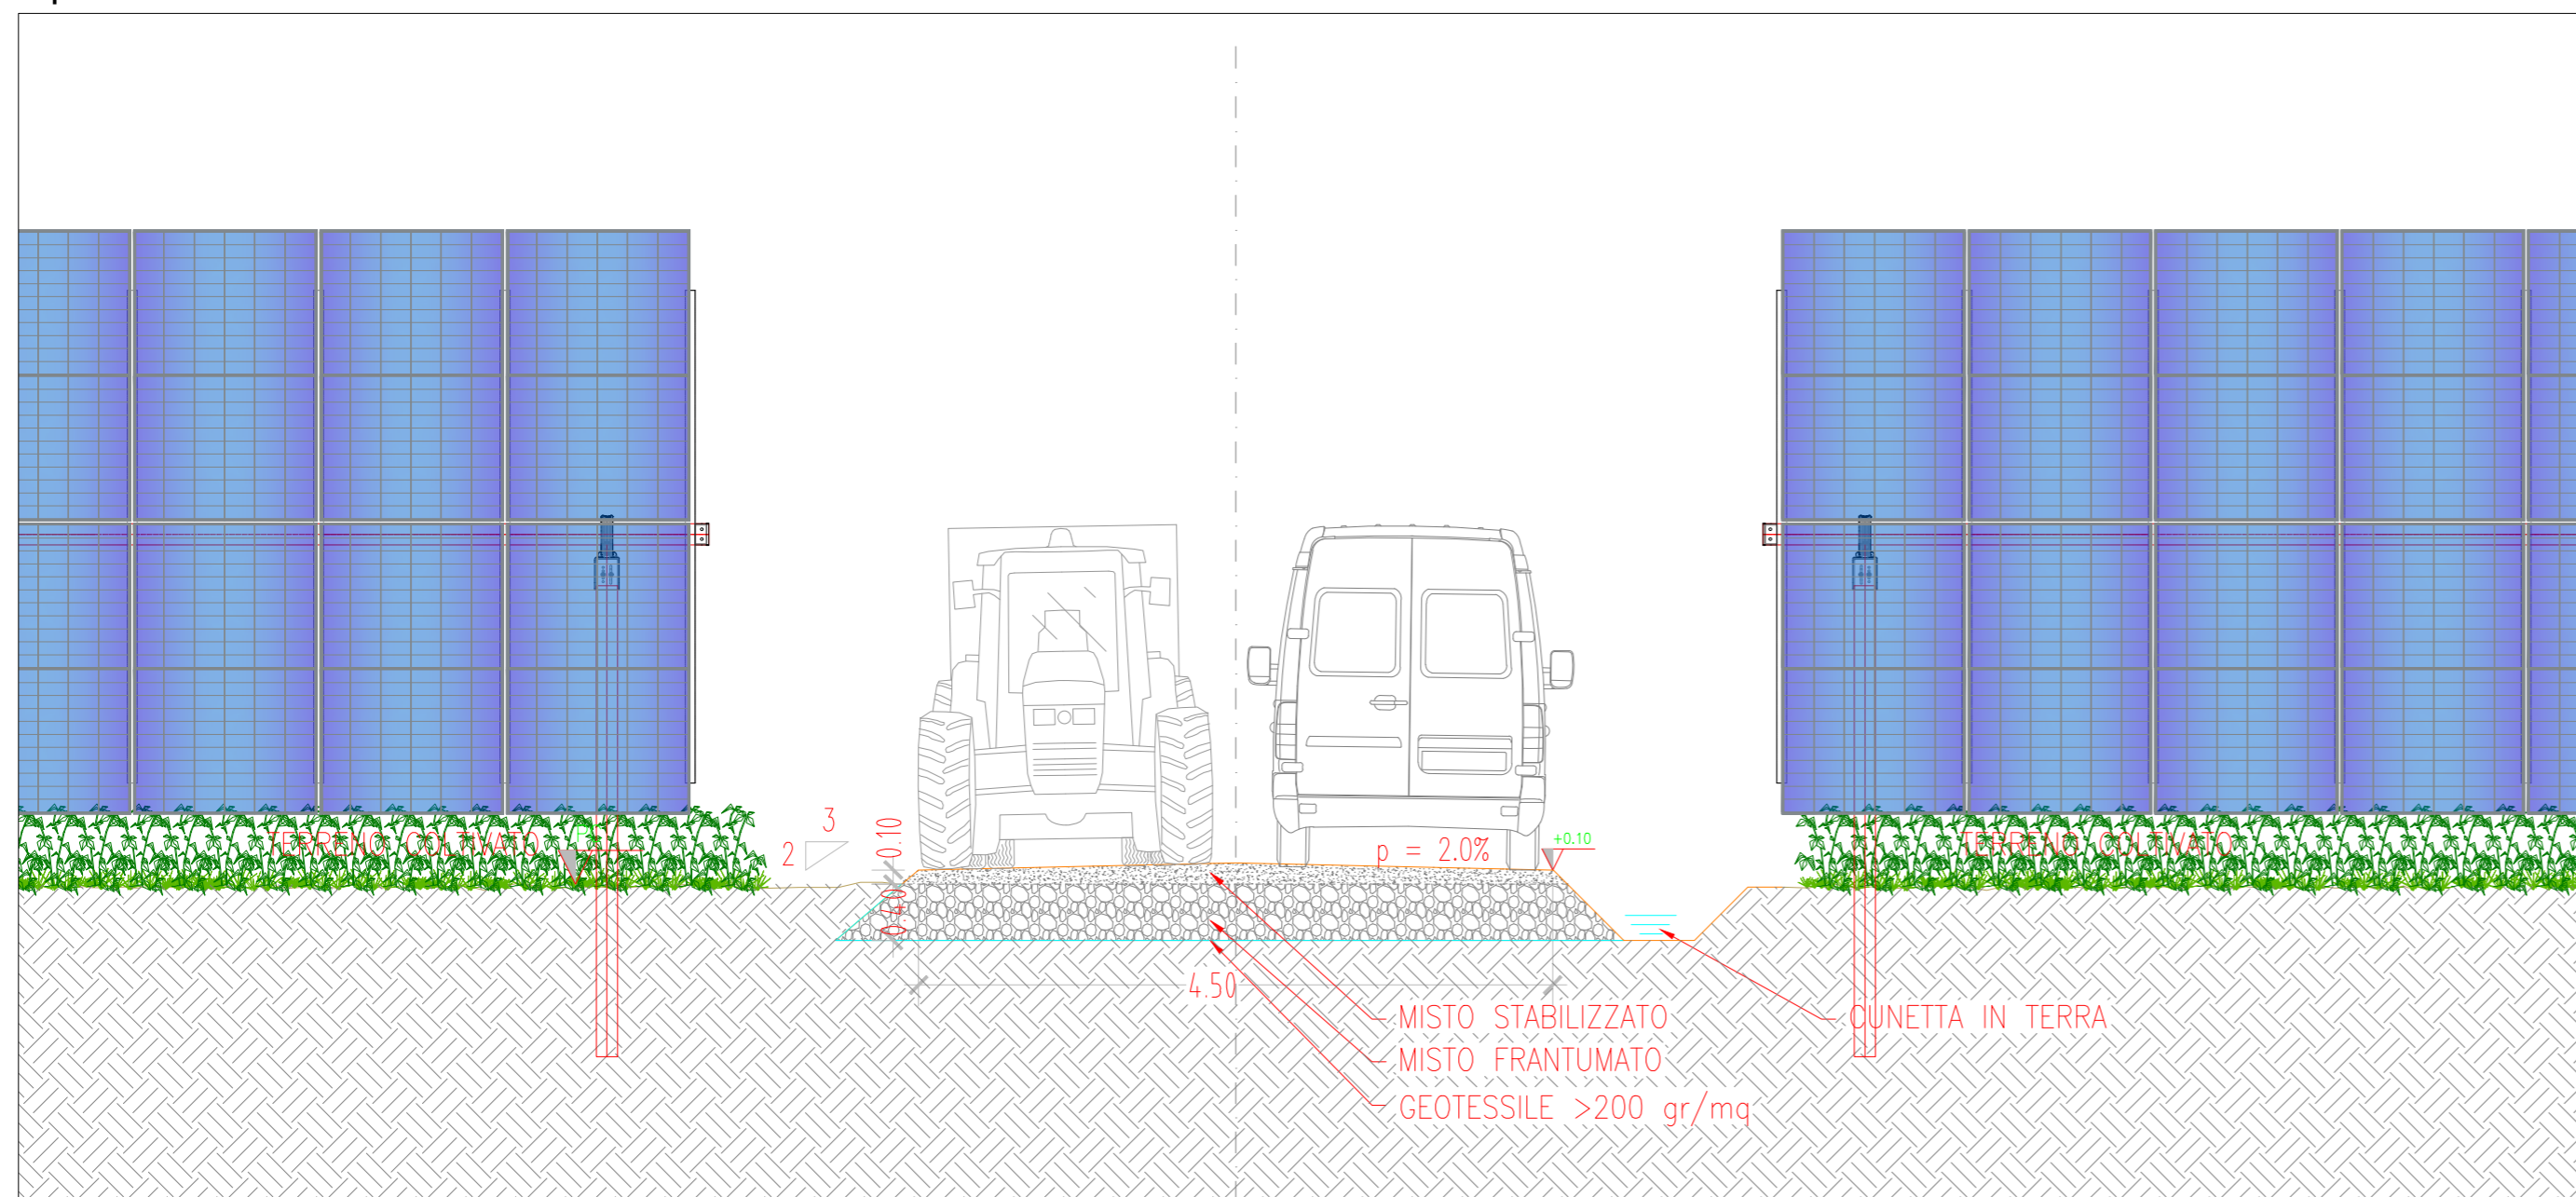 TERRENO COLTIVATO
3
2
0.10
0.40
p = 2.0%
+0.10
TERRENO COLTIVATO
4.50
MISTO STABILIZZATO
MISTO FRANTUMATO
GEOTESSILE >200 gr/mq
CUNETTA IN TERRA